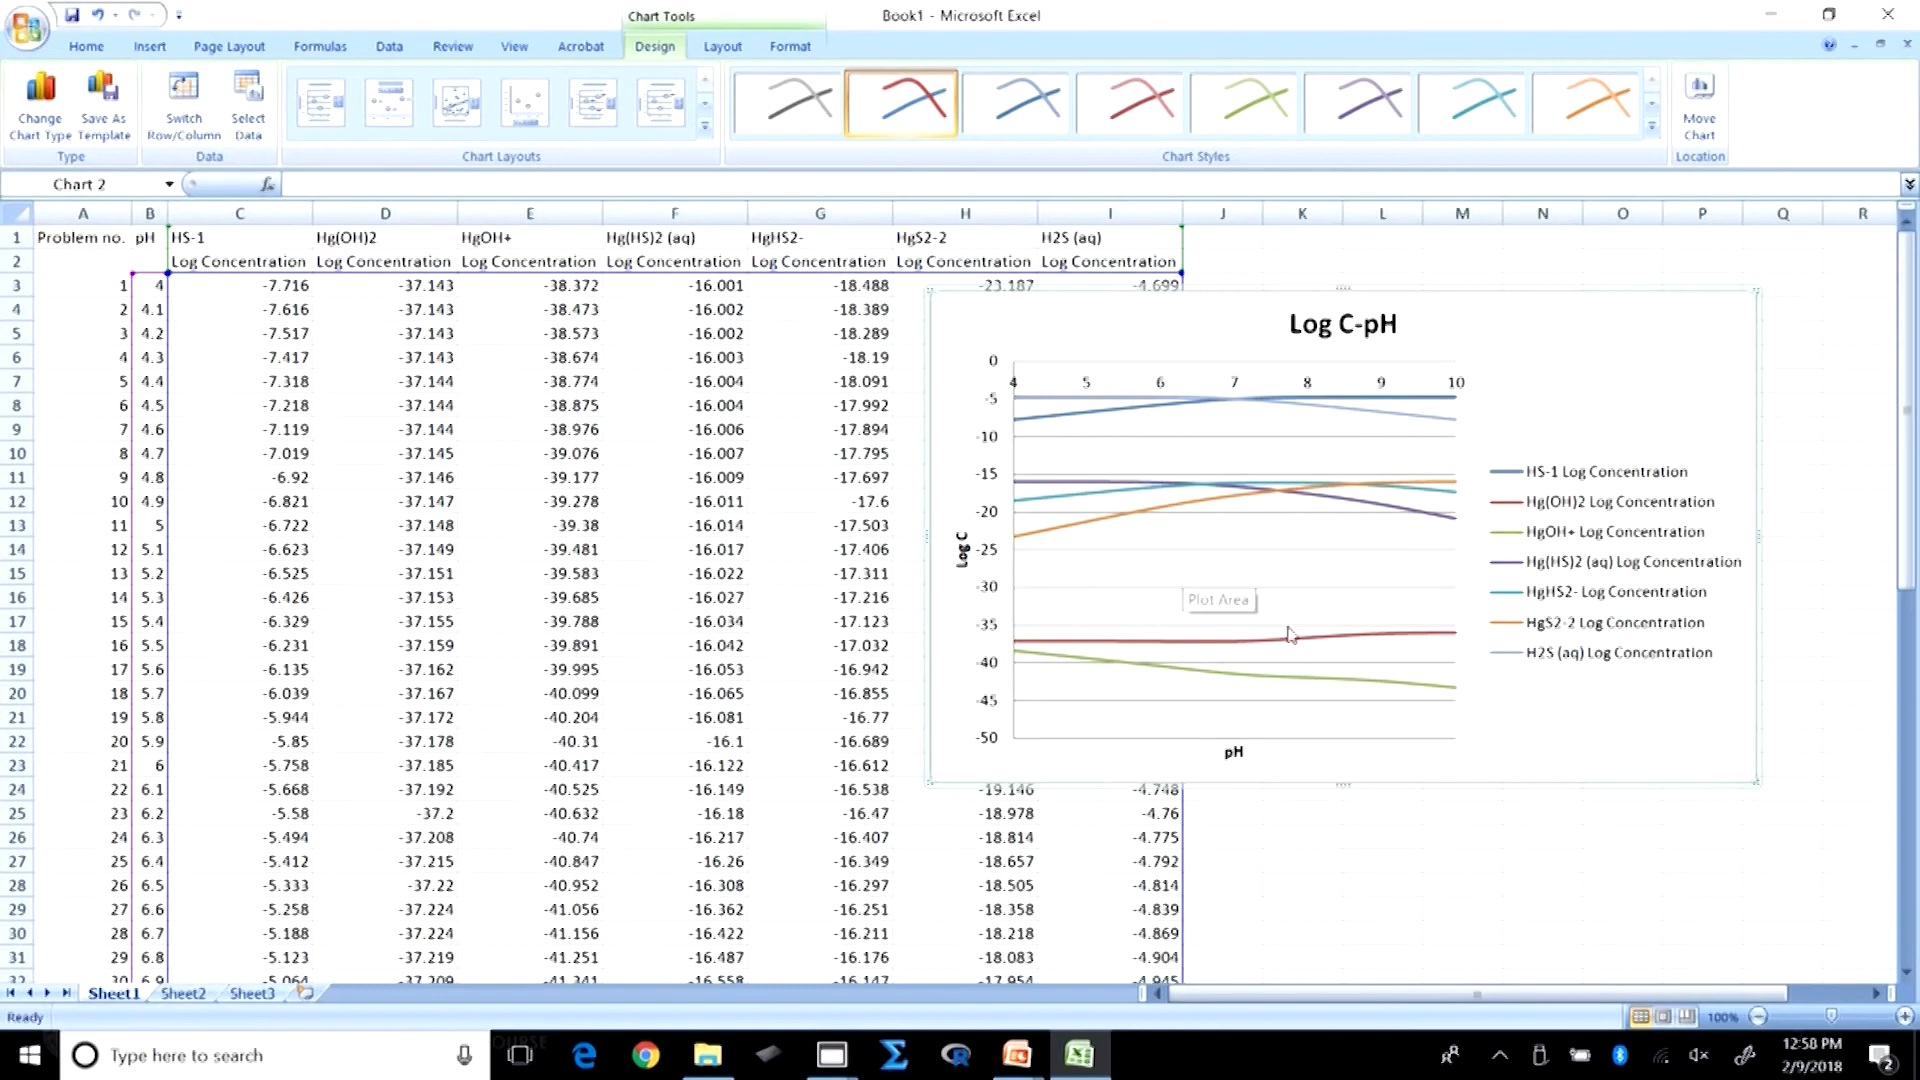 Chart Tools
Book1 - Microsoft Excel
Home Insert Page Layout Formulas Data Review View Acrobat Design Layout Format
Change Chart Type Save As Template Switch Row/Column Select Data Move Chart
Type Data Chart Layouts Chart Styles Location
Chart 2 fx
A B C D E F G H I J K L M N O P Q R
1 Problem no. pH HS-1 Hg(OH)2 HgOH+ Hg(HS)2 (aq) HgHS2- HgS2-2 H2S (aq)
2 Log Concentration Log Concentration Log Concentration Log Concentration Log Concentration Log Concentration Log Concentration
3 1 4 -7.716 -37.143 -38.372 -16.001 -18.488 -23.187 -4.699
4 2 4.1 -7.616 -37.143 -38.473 -16.002 -18.389
5 3 4.2 -7.517 -37.143 -38.573 -16.002 -18.289
6 4 4.3 -7.417 -37.143 -38.674 -16.003 -18.19
7 5 4.4 -7.318 -37.144 -38.774 -16.004 -18.091
8 6 4.5 -7.218 -37.144 -38.875 -16.004 -17.992
9 7 4.6 -7.119 -37.144 -38.976 -16.006 -17.894
10 8 4.7 -7.019 -37.145 -39.076 -16.007 -17.795
11 9 4.8 -6.92 -37.146 -39.177 -16.009 -17.697
12 10 4.9 -6.821 -37.147 -39.278 -16.011 -17.6
13 11 5 -6.722 -37.148 -39.38 -16.014 -17.503
14 12 5.1 -6.623 -37.149 -39.481 -16.017 -17.406
15 13 5.2 -6.525 -37.151 -39.583 -16.022 -17.311
16 14 5.3 -6.426 -37.153 -39.685 -16.027 -17.216
17 15 5.4 -6.329 -37.155 -39.788 -16.034 -17.123
18 16 5.5 -6.231 -37.159 -39.891 -16.042 -17.032
19 17 5.6 -6.135 -37.162 -39.995 -16.053 -16.942
20 18 5.7 -6.039 -37.167 -40.099 -16.065 -16.855
21 19 5.8 -5.944 -37.172 -40.204 -16.081 -16.77
22 20 5.9 -5.85 -37.178 -40.31 -16.1 -16.689
23 21 6 -5.758 -37.185 -40.417 -16.122 -16.612
24 22 6.1 -5.668 -37.192 -40.525 -16.149 -16.538 -19.146 -4.748
25 23 6.2 -5.58 -37.2 -40.632 -16.18 -16.47 -18.978 -4.76
26 24 6.3 -5.494 -37.208 -40.74 -16.217 -16.407 -18.814 -4.775
27 25 6.4 -5.412 -37.215 -40.847 -16.26 -16.349 -18.657 -4.792
28 26 6.5 -5.333 -37.22 -40.952 -16.308 -16.297 -18.505 -4.814
29 27 6.6 -5.258 -37.224 -41.056 -16.362 -16.251 -18.358 -4.839
30 28 6.7 -5.188 -37.224 -41.156 -16.422 -16.211 -18.218 -4.869
31 29 6.8 -5.123 -37.219 -41.251 -16.487 -16.176 -18.083 -4.904
32 30 6.9 -5.064 -37.209 -41.341 -16.558 -16.147 -17.954 -4.945
Log C-pH
0
4 5 6 7 8 9 10
-5
-10
-15
-20
-25
-30
-35
-40
-45
-50
Log C
pH
Plot Area
HS-1 Log Concentration
Hg(OH)2 Log Concentration
HgOH+ Log Concentration
Hg(HS)2 (aq) Log Concentration
HgHS2- Log Concentration
HgS2-2 Log Concentration
H2S (aq) Log Concentration
Sheet1 Sheet2 Sheet3
Ready 100%
Type here to search
12:58 PM
2/9/2018
2